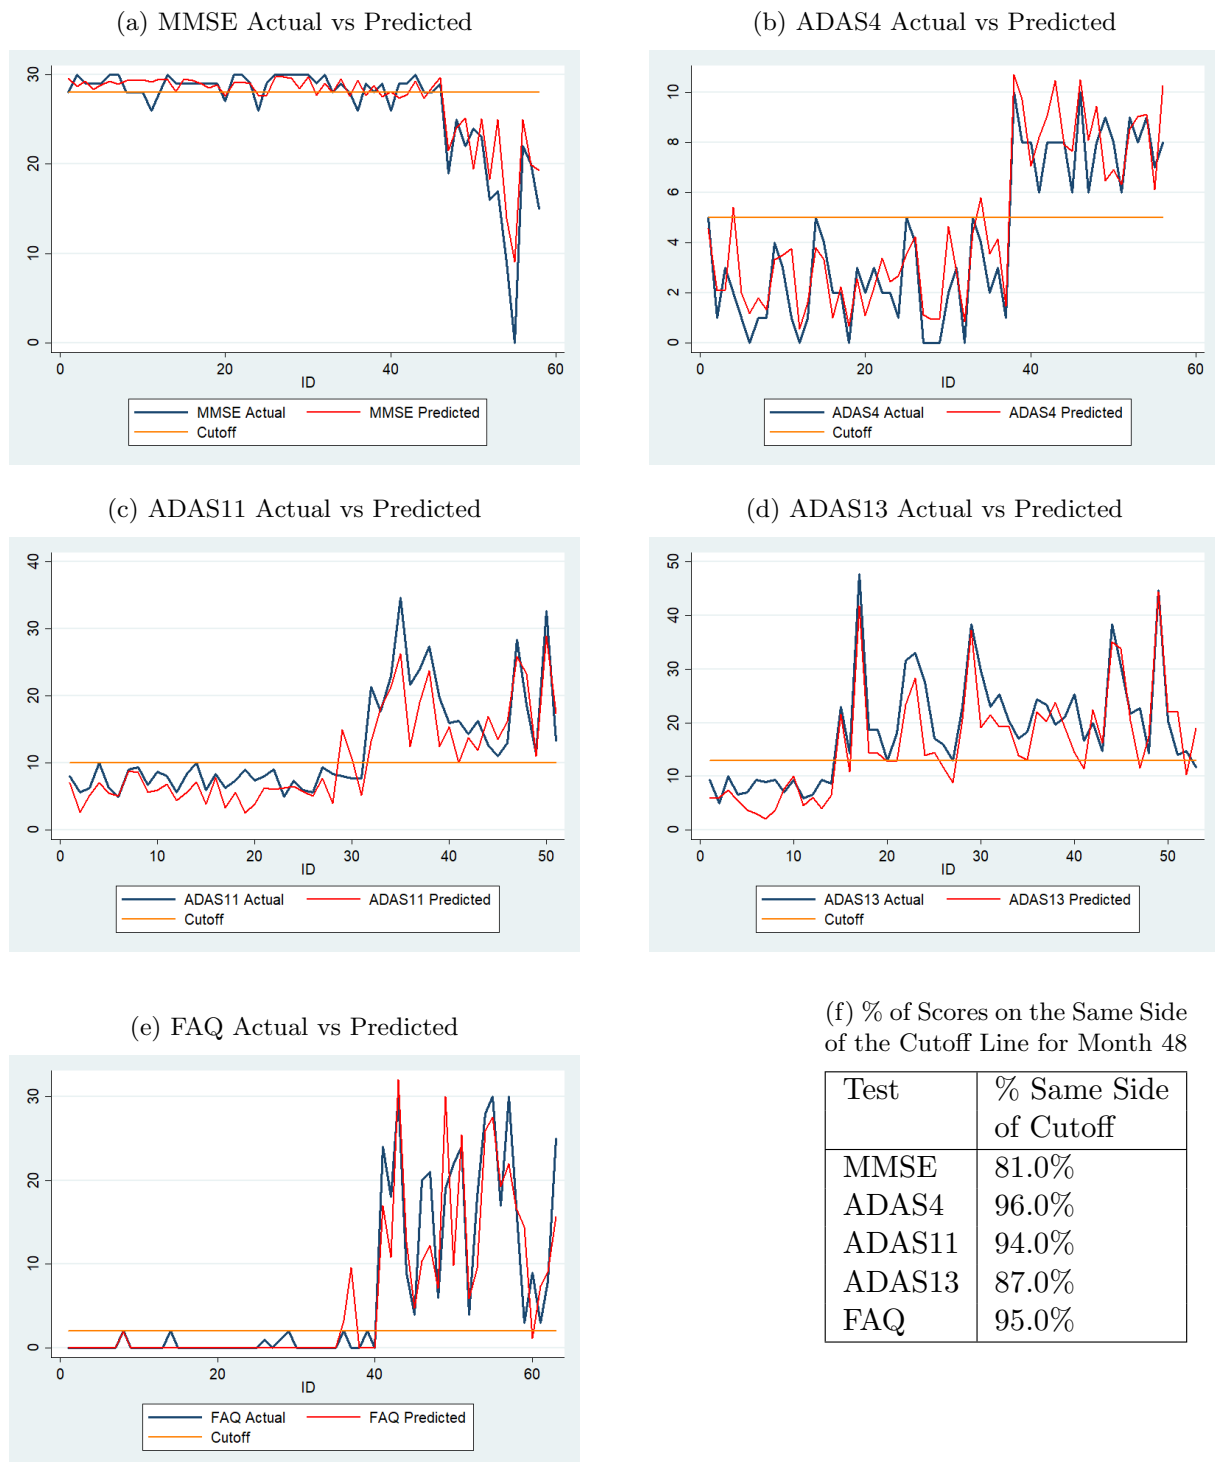 (a) MMSE Actual vs Predicted
30
20
10
0
0 20 40 60
ID
MMSE Actual MMSE Predicted
Cutoff
(b) ADAS4 Actual vs Predicted
10
8
6
4
2
0
0 20 40 60
ID
ADAS4 Actual ADAS4 Predicted
Cutoff
(c) ADAS11 Actual vs Predicted
40
30
20
10
0
0 10 20 30 40 50
ID
ADAS11 Actual ADAS11 Predicted
Cutoff
(d) ADAS13 Actual vs Predicted
50
40
30
20
10
0
0 10 20 30 40 50
ID
ADAS13 Actual ADAS13 Predicted
Cutoff
(e) FAQ Actual vs Predicted
30
20
10
0
0 20 40 60
ID
FAQ Actual FAQ Predicted
Cutoff
(f) % of Scores on the Same Side
of the Cutoff Line for Month 48
Test % Same Side
of Cutoff
MMSE 81.0%
ADAS4 96.0%
ADAS11 94.0%
ADAS13 87.0%
FAQ 95.0%